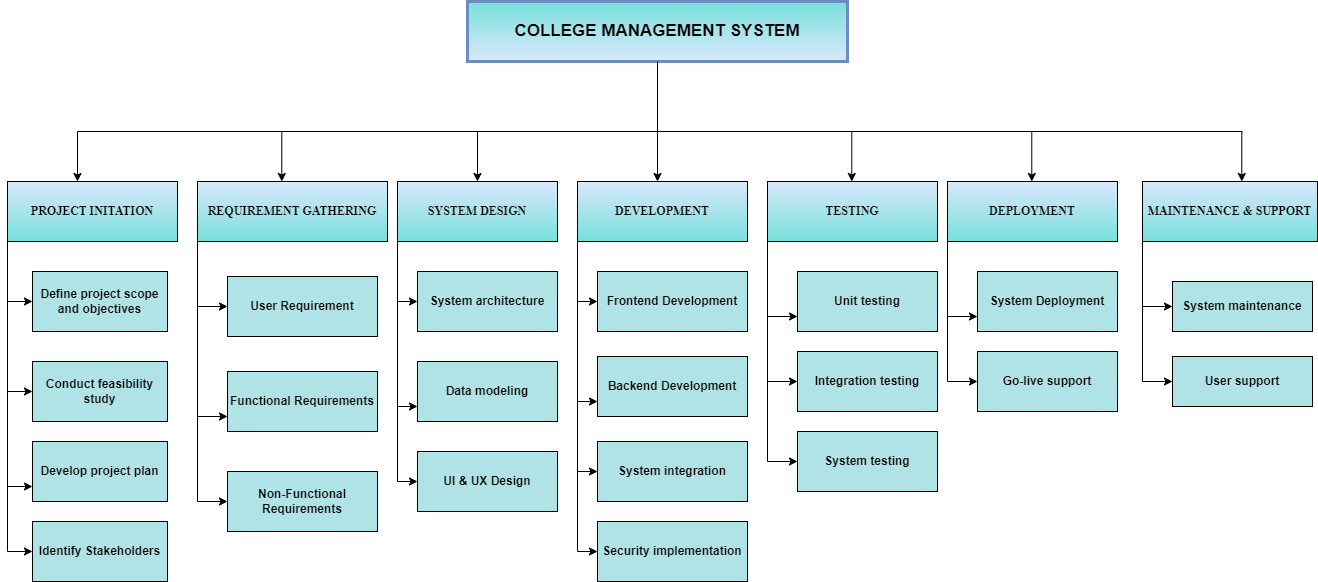 COLLEGE MANAGEMENT SYSTEM
PROJECT INITATION
REQUIREMENT GATHERING
SYSTEM DESIGN
DEVELOPMENT
TESTING
DEPLOYMENT
MAINTENANCE & SUPPORT
Define project scope
and objectives
Conduct feasibility
study
Develop project plan
Identify Stakeholders
User Requirement
Functional Requirements
Non-Functional
Requirements
System architecture
Data modeling
UI & UX Design
Frontend Development
Backend Development
System integration
Security implementation
Unit testing
Integration testing
System testing
System Deployment
Go-live support
System maintenance
User support